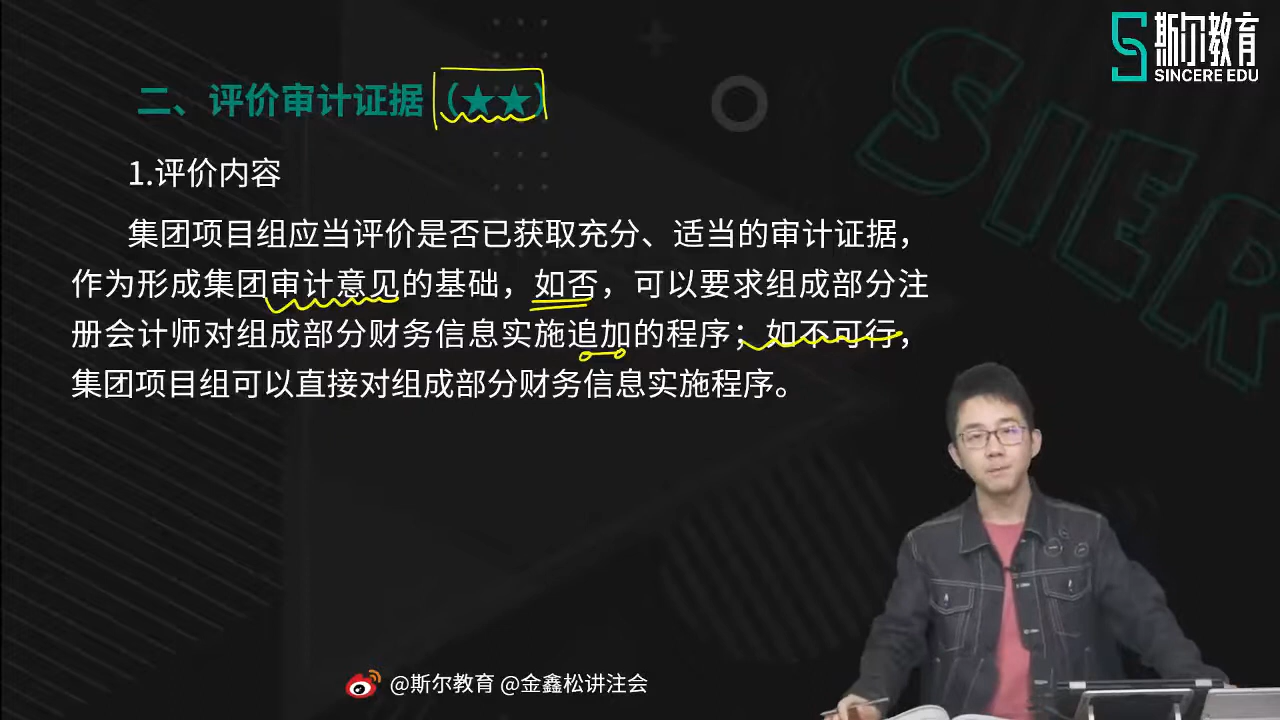 斯尔教育
SINCERE EDU
SIER
二、评价审计证据（★★）
1.评价内容
集团项目组应当评价是否已获取充分、适当的审计证据，
作为形成集团审计意见的基础，如否，可以要求组成部分注
册会计师对组成部分财务信息实施追加的程序；如不可行，
集团项目组可以直接对组成部分财务信息实施程序。
@斯尔教育 @金鑫松讲注会